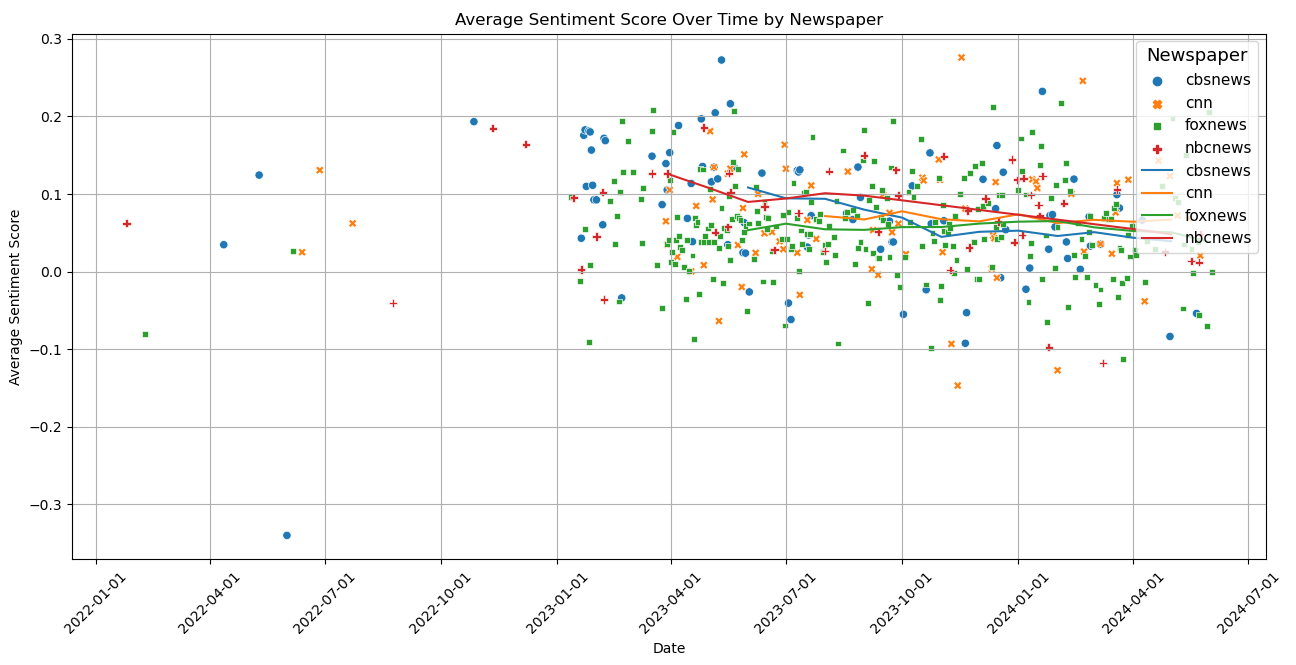 Average Sentiment Score Over Time by Newspaper
Average Sentiment Score
0.3
0.2
0.1
0.0
−0.1
−0.2
−0.3
Newspaper
cbsnews
cnn
foxnews
nbcnews
cbsnews
cnn
foxnews
nbcnews
2022-01-01
2022-04-01
2022-07-01
2022-10-01
2023-01-01
2023-04-01
2023-07-01
2023-10-01
2024-01-01
2024-04-01
2024-07-01
Date